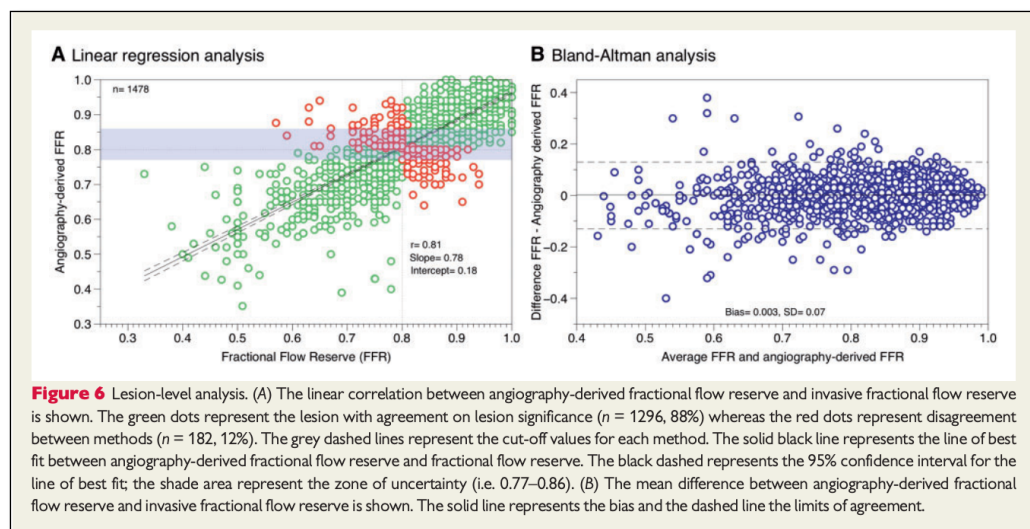 A Linear regression analysis
n= 1478
Angiography-derived FFR
1.0
0.9
0.8
0.7
0.6
0.5
0.4
0.3
r= 0.81
Slope= 0.78
Intercept= 0.18
0.3
0.4
0.5
0.6
0.7
0.8
0.9
1.0
Fractional Flow Reserve (FFR)
B Bland-Altman analysis
Difference FFR - Angiography derived FFR
0.4
0.2
0
-0.2
-0.4
Bias= 0.003, SD= 0.07
0.4
0.5
0.6
0.7
0.8
0.9
1.0
Average FFR and angiography-derived FFR
Figure 6 Lesion-level analysis. (A) The linear correlation between angiography-derived fractional flow reserve and invasive fractional flow reserve
is shown. The green dots represent the lesion with agreement on lesion significance (n = 1296, 88%) whereas the red dots represent disagreement
between methods (n = 182, 12%). The grey dashed lines represent the cut-off values for each method. The solid black line represents the line of best
fit between angiography-derived fractional flow reserve and fractional flow reserve. The black dashed represents the 95% confidence interval for the
line of best fit; the shade area represent the zone of uncertainty (i.e. 0.77–0.86). (B) The mean difference between angiography-derived fractional
flow reserve and invasive fractional flow reserve is shown. The solid line represents the bias and the dashed line the limits of agreement.